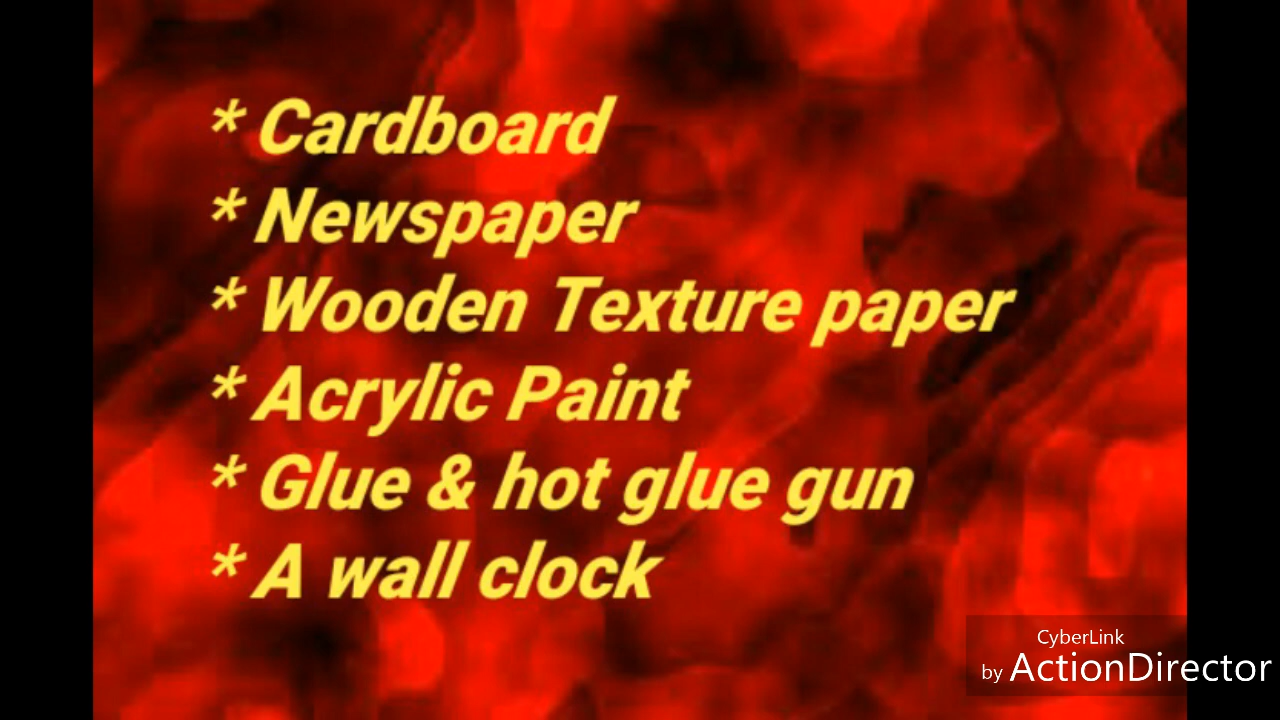 * Cardboard
* Newspaper
* Wooden Texture paper
* Acrylic Paint
* Glue & hot glue gun
* A wall clock
CyberLink
by ActionDirector